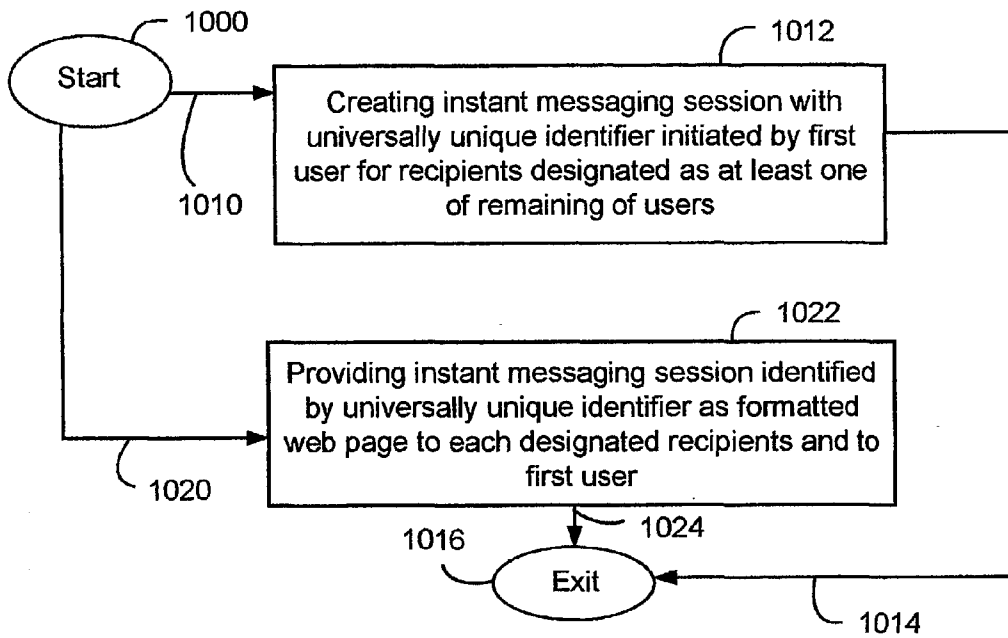 1000
Start
1012
Creating instant messaging session with
universally unique identifier initiated by first
user for recipients designated as at least one
of remaining of users
1010
1022
Providing instant messaging session identified
by universally unique identifier as formatted
web page to each designated recipients and to
first user
1020
1024
1016
Exit
1014